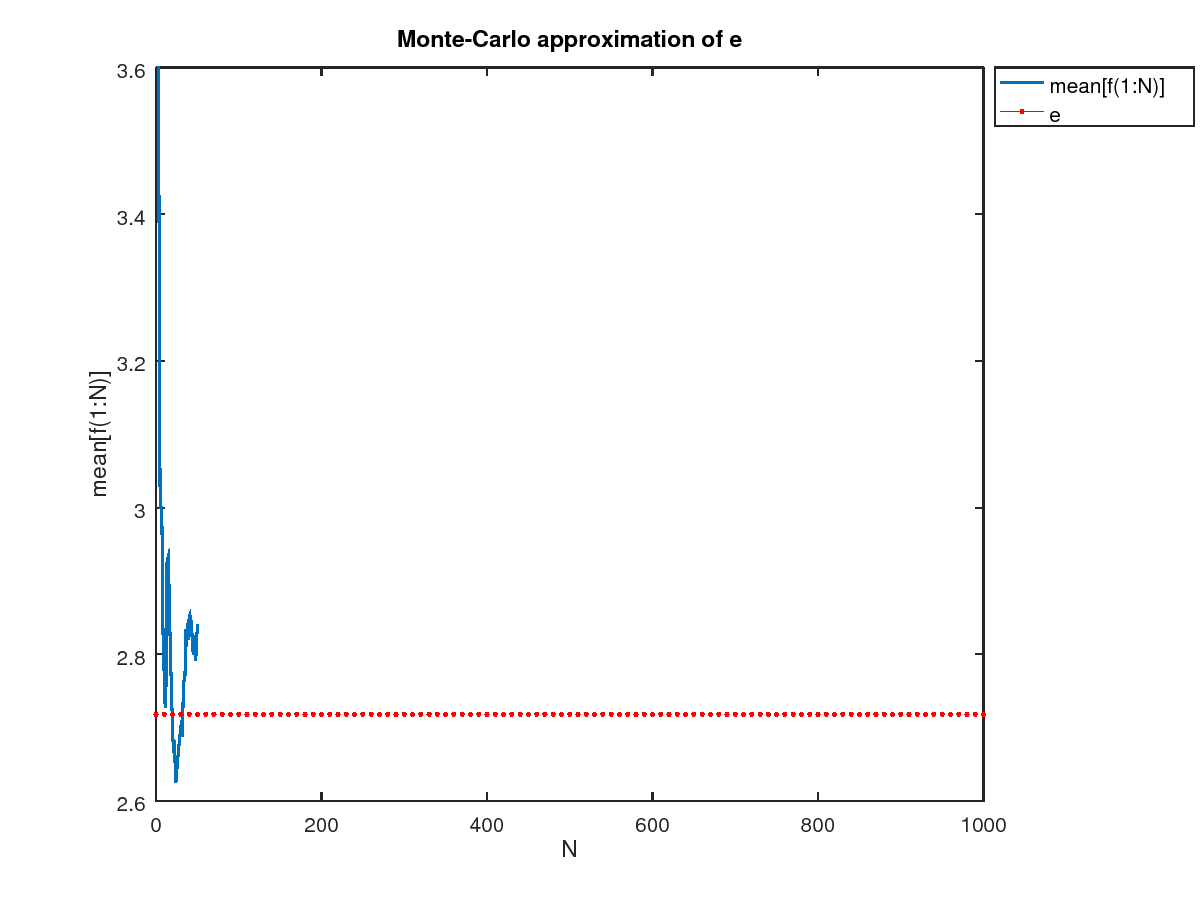 Monte-Carlo approximation of e
mean[f(1:N)]
e
3.6
3.4
3.2
3
2.8
2.6
mean[f(1:N)]
0
200
400
600
800
1000
N